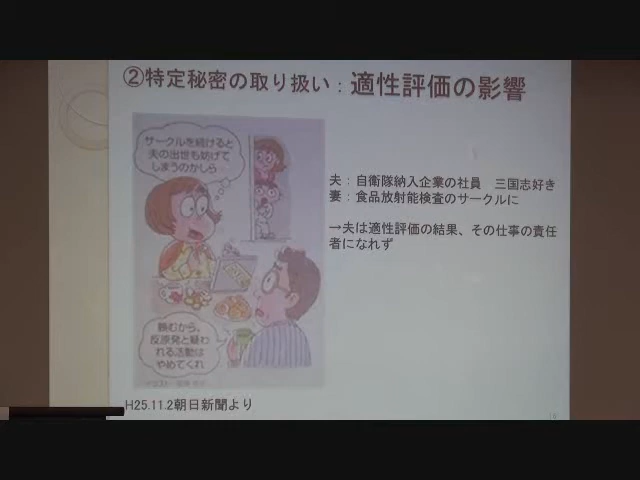 ②特定秘密の取り扱い：適性評価の影響
サークルを続けると
夫の出世も妨げて
しまうのかしら
夫：自衛隊納入企業の社員　三国志好き
妻：食品放射能検査のサークルに
→夫は適性評価の結果、その仕事の責任
者になれず
頼むから、
反原発と疑わ
れる活動は
やめてくれ
H25.11.2朝日新聞より